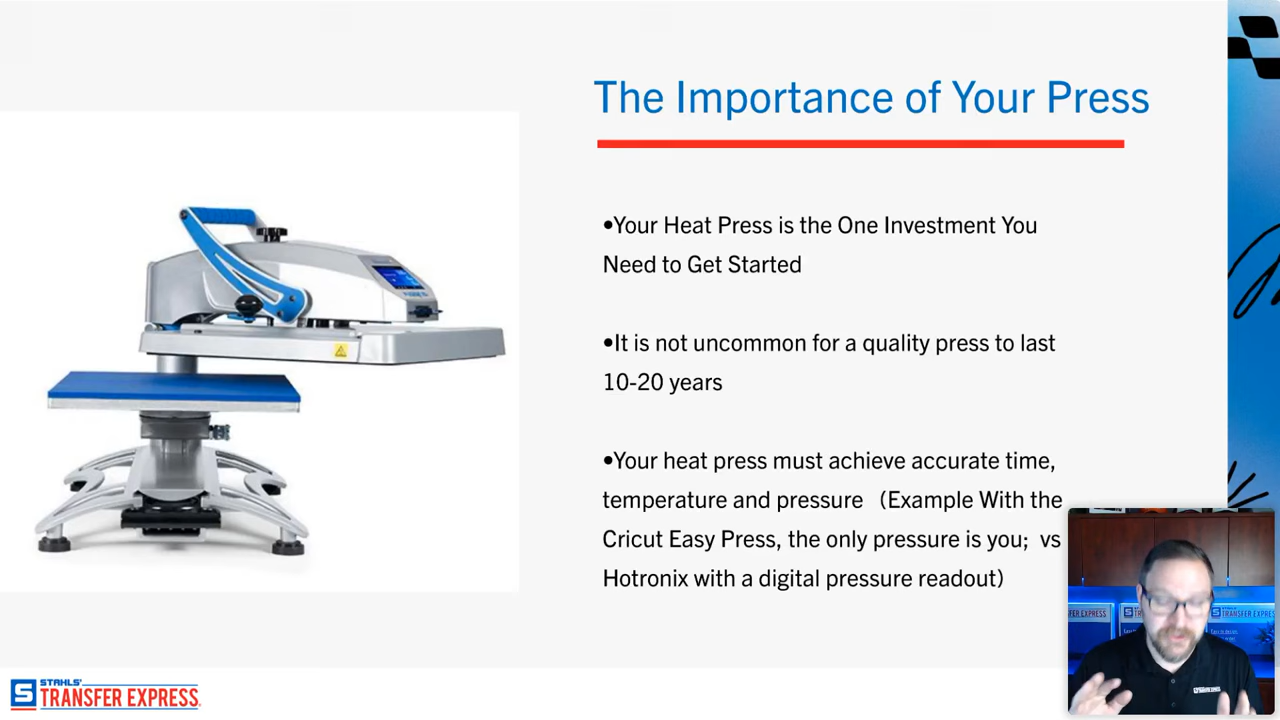 The Importance of Your Press
•Your Heat Press is the One Investment You
Need to Get Started
•It is not uncommon for a quality press to last
10-20 years
•Your heat press must achieve accurate time,
temperature and pressure (Example With the
Cricut Easy Press, the only pressure is you; vs
Hotronix with a digital pressure readout)
S STAHLS'
TRANSFER EXPRESS